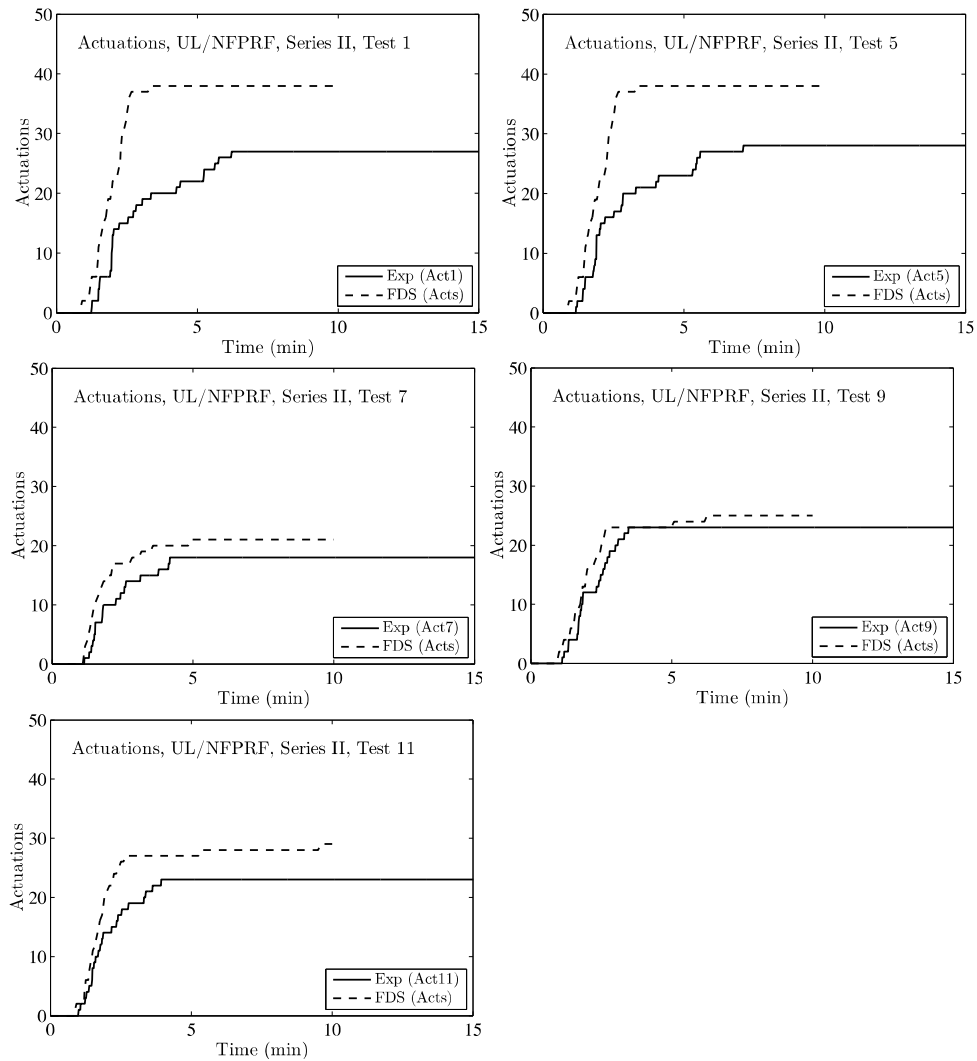 Actuations, UL/NFPRF, Series II, Test 1
Actuations
50
40
30
20
10
0
0 5 10 15
Time (min)
Exp (Act1)
FDS (Acts)
Actuations, UL/NFPRF, Series II, Test 5
Actuations
50
40
30
20
10
0
0 5 10 15
Time (min)
Exp (Act5)
FDS (Acts)
Actuations, UL/NFPRF, Series II, Test 7
Actuations
50
40
30
20
10
0
0 5 10 15
Time (min)
Exp (Act7)
FDS (Acts)
Actuations, UL/NFPRF, Series II, Test 9
Actuations
50
40
30
20
10
0
0 5 10 15
Time (min)
Exp (Act9)
FDS (Acts)
Actuations, UL/NFPRF, Series II, Test 11
Actuations
50
40
30
20
10
0
0 5 10 15
Time (min)
Exp (Act11)
FDS (Acts)